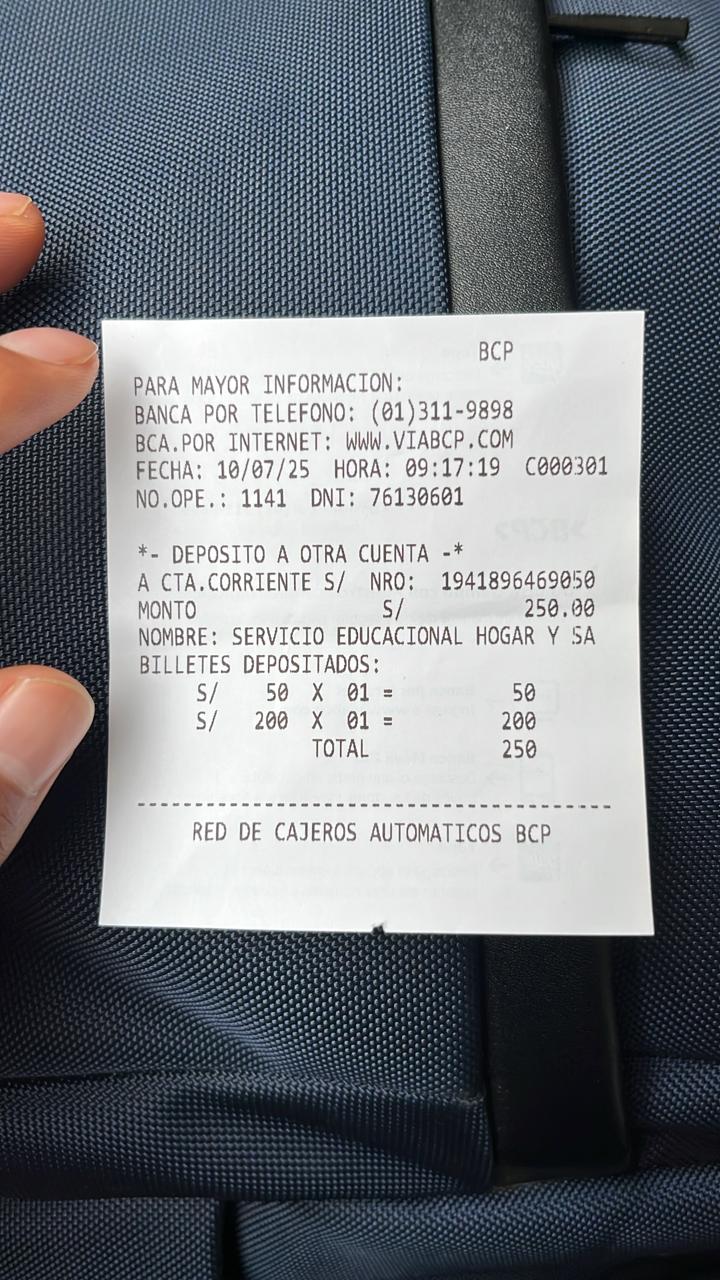 BCP
PARA MAYOR INFORMACION:
BANCA POR TELEFONO: (01)311-9898
BCA.POR INTERNET: WWW.VIABCP.COM
FECHA: 10/07/25 HORA: 09:17:19 C000301
NO.OPE.: 1141 DNI: 76130601
*- DEPOSITO A OTRA CUENTA -*
A CTA.CORRIENTE S/ NRO: 1941896469050
MONTO S/ 250.00
NOMBRE: SERVICIO EDUCACIONAL HOGAR Y SA
BILLETES DEPOSITADOS:
S/ 50 X 01 = 50
S/ 200 X 01 = 200
TOTAL 250
---------------------------------------
RED DE CAJEROS AUTOMATICOS BCP